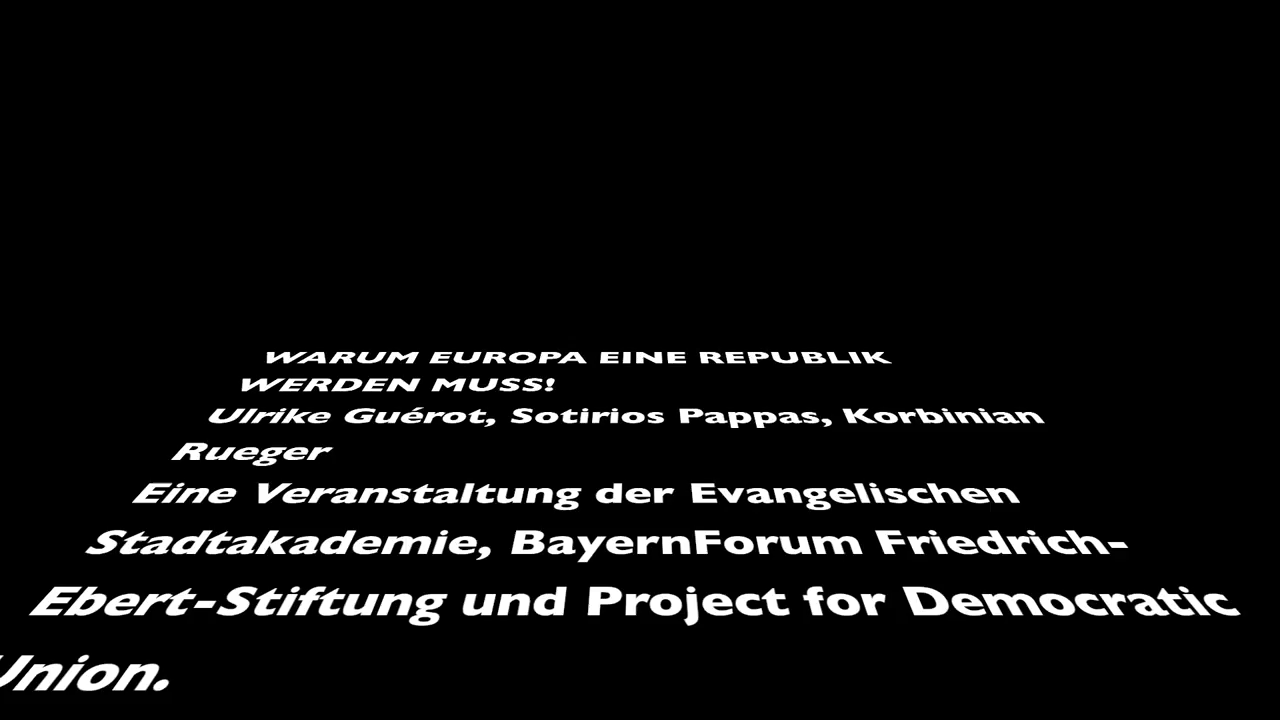 WARUM EUROPA EINE REPUBLIK
WERDEN MUSS!
Ulrike Guérot, Sotirios Pappas, Korbinian
Rueger
Eine Veranstaltung der Evangelischen
Stadtakademie, BayernForum Friedrich-
Ebert-Stiftung und Project for Democratic
Union.